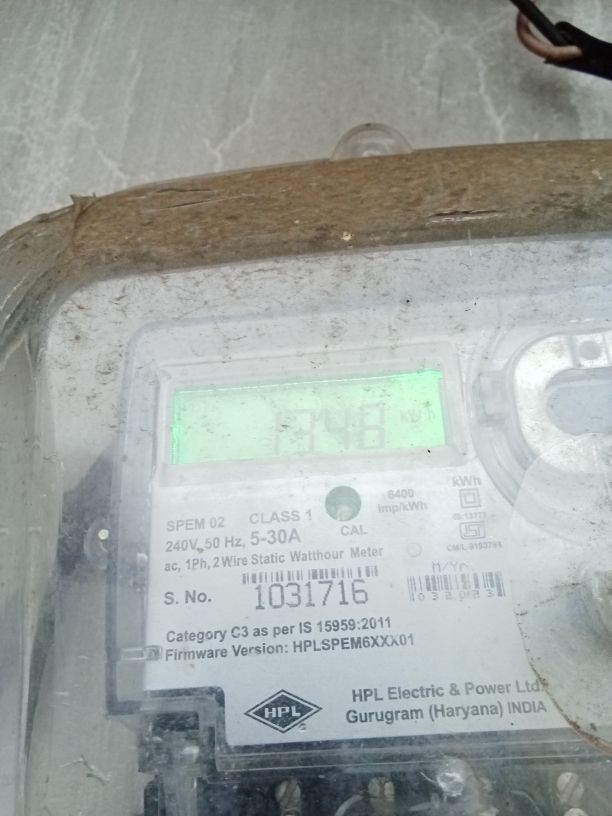 1348 kWh
SPEM 02 CLASS 1
6400
imp/kWh
kWh
240V, 50 Hz, 5-30A
CAL
ac, 1Ph, 2 Wire Static Watthour Meter
M/Yr.
S. No. 1031716
Category C3 as per IS 15959:2011
Firmware Version: HPLSPEM6XXX01
HPL
HPL Electric & Power Ltd.
Gurugram (Haryana) INDIA